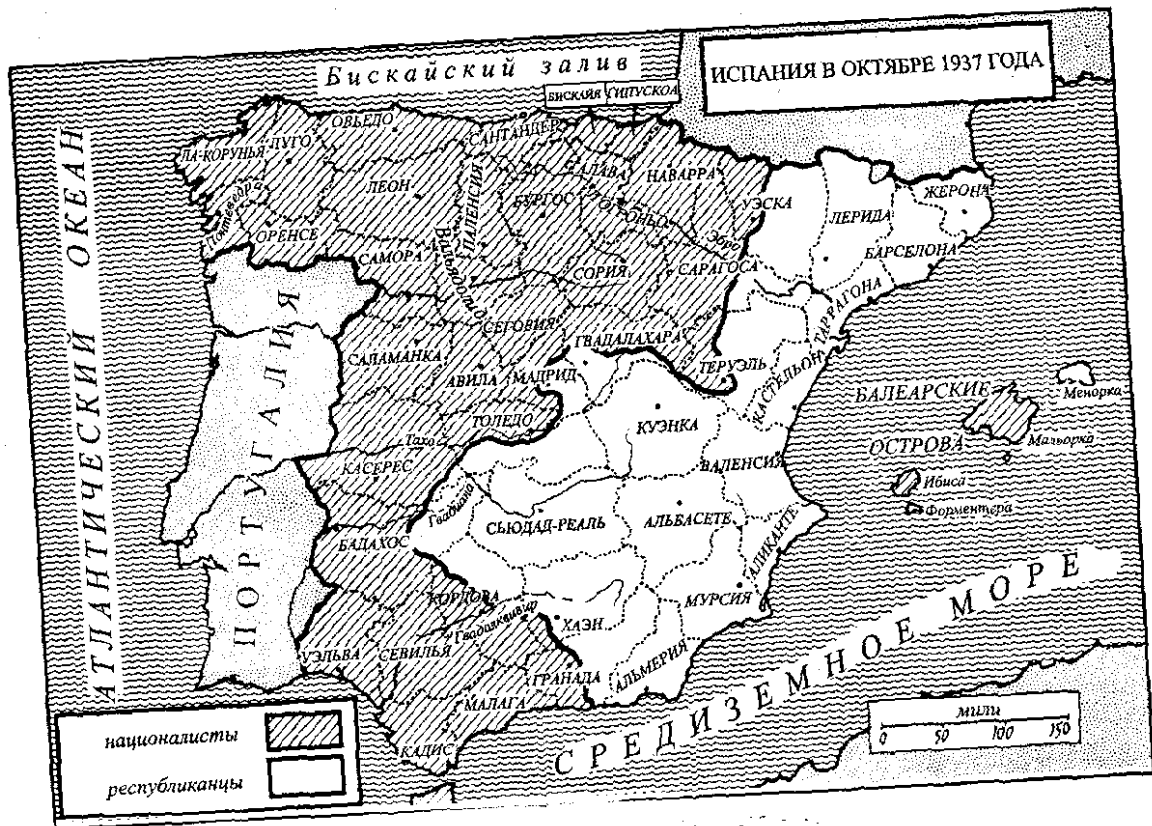 ИСПАНИЯ В ОКТЯБРЕ 1937 ГОДА
Бискайский залив
БИСКАЙЯ
ГИПУСКОА
АТЛАНТИЧЕСКИЙ ОКЕАН
ЛА-КОРУНЬЯ
ЛУГО
ОВЬЕДО
САНТАНДЕР
АЛАВА
НАВАРРА
УЭСКА
ЛЕРИДА
ЖЕРОНА
БАРСЕЛОНА
ТАРРАГОНА
Понтеведра
ОРЕНСЕ
ЛЕОН
ПАЛЕНСИЯ
БУРГОС
Эбро
САМОРА
Вальядолид
СОРИЯ
САРАГОСА
СЕГОВИЯ
ГВАДАЛАХАРА
САЛАМАНКА
АВИЛА
МАДРИД
ТЕРУЭЛЬ
КАСТЕЛЬОН
ПОРТУГАЛИЯ
ТОЛЕДО
КУЭНКА
БАЛЕАРСКИЕ
ОСТРОВА
Менорка
Мальорка
Ибиса
Форментера
Тахо
КАСЕРЕС
ВАЛЕНСИЯ
Гвадиана
СЬЮДАД-РЕАЛЬ
АЛЬБАСЕТЕ
АЛИКАНТЕ
БАДАХОС
КОРДОВА
Гвадалквивир
ХАЭН
МУРСИЯ
УЭЛЬВА
СЕВИЛЬЯ
ГРАНАДА
АЛЬМЕРИЯ
МАЛАГА
КАДИС
СРЕДИЗЕМНОЕ МОРЕ
националисты
республиканцы
мили
0 50 100 150